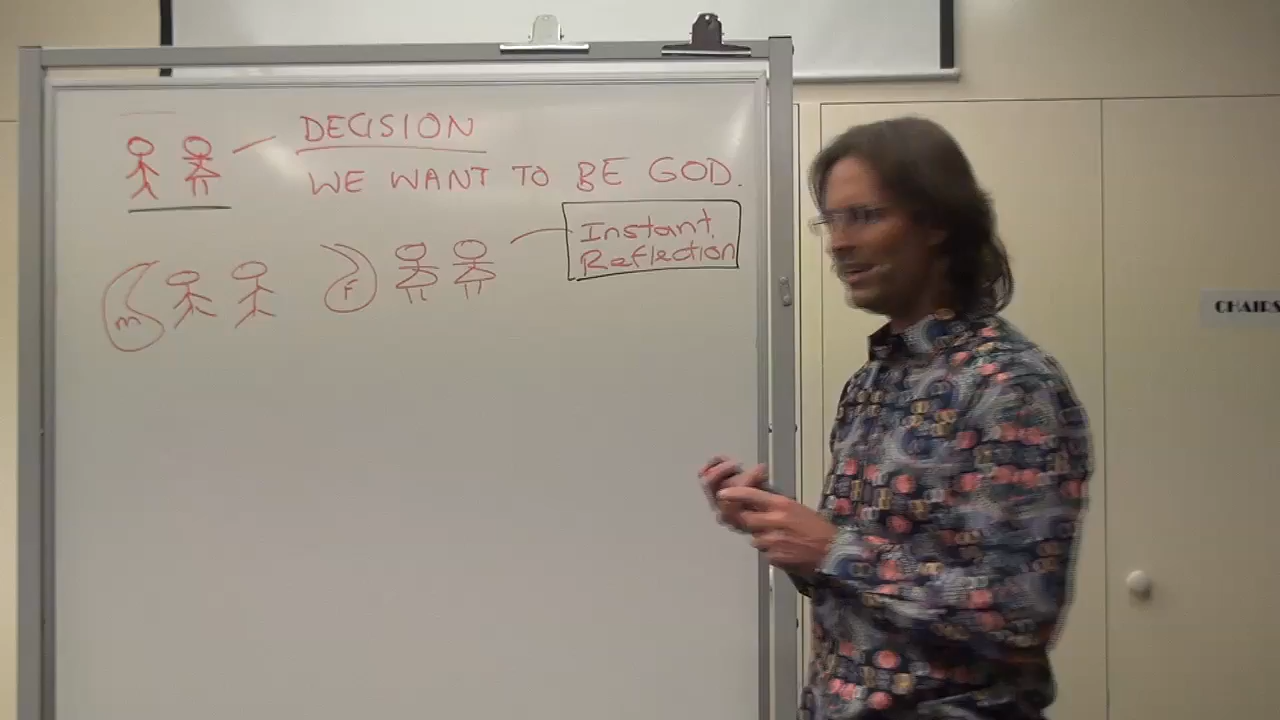 DECISION
WE WANT TO BE GOD.
Instant
Reflection
m
F
CHAIRS